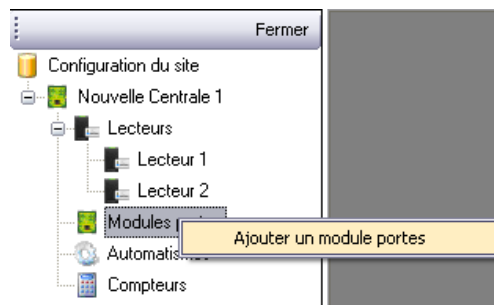 Fermer
Configuration du site
Nouvelle Centrale 1
Lecteurs
Lecteur 1
Lecteur 2
Modules
Ajouter un module portes
Compteurs